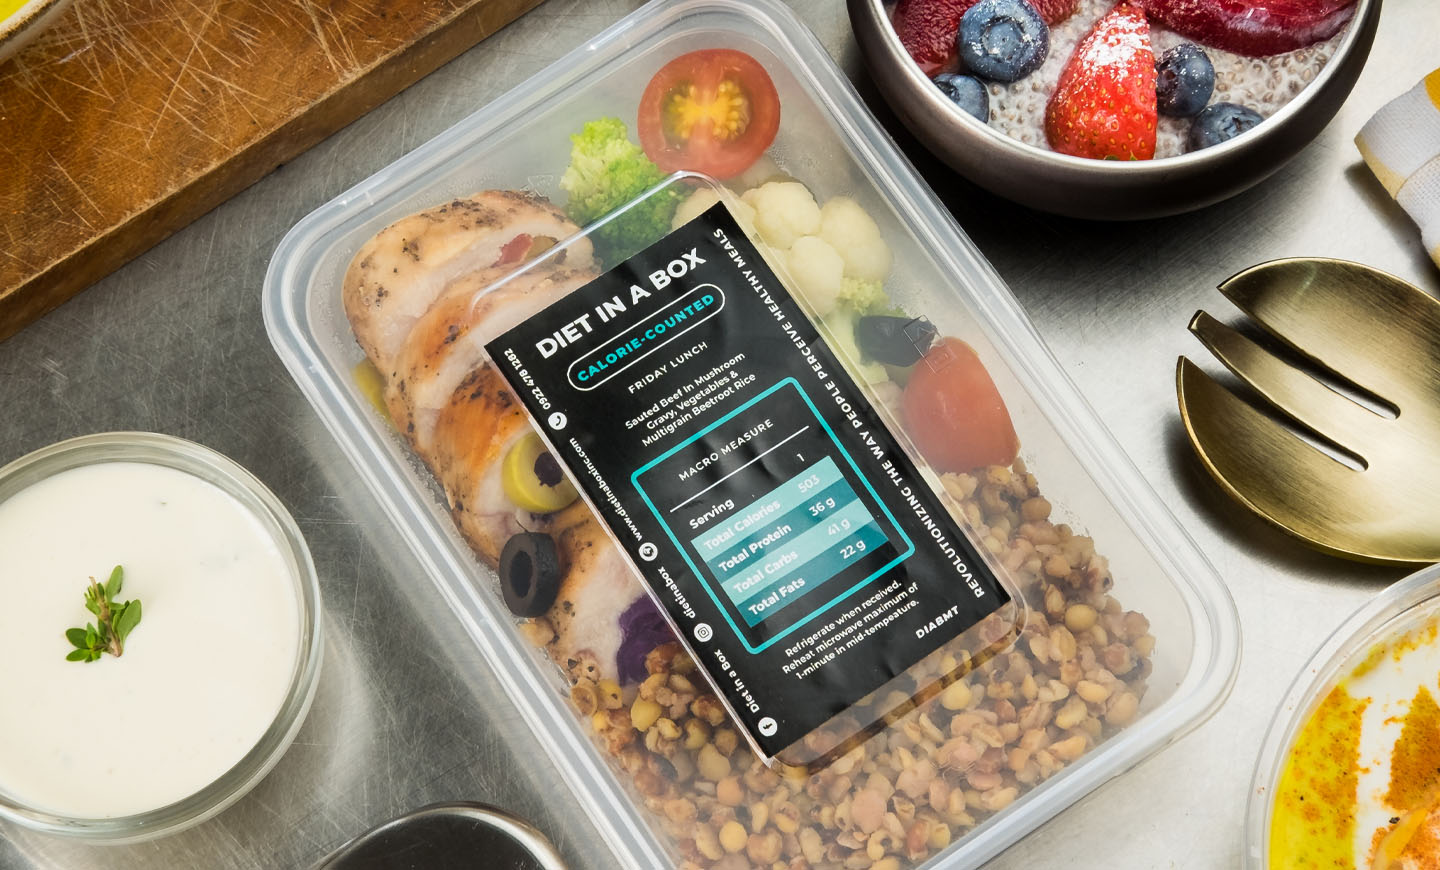 DIET IN A BOX
CALORIE-COUNTED
FRIDAY LUNCH
Sauted Beef in Mushroom
Gravy, Vegetables &
Multigrain Beetroot Rice
MACRO MEASURE
Serving 1
Total Calories 503
Total Protein 36 g
Total Carbs 41 g
Total Fats 22 g
Refrigerate when received.
Reheat microwave maximum of
1-minute in mid-tempeature.
DIABMT
REVOLUTIONIZING THE WAY PEOPLE PERCEIVE HEALTHY MEALS
Diet in a Box
dietinabox
www.dietinaboxinc.com
0922 478 1282